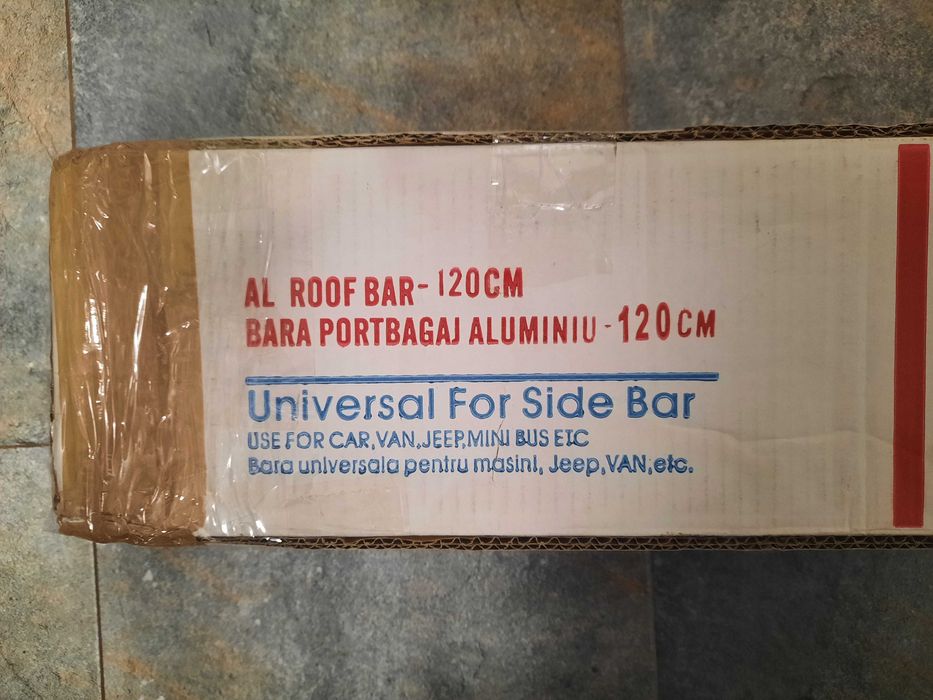 AL ROOF BAR- 120CM
BARA PORTBAGAJ ALUMINIU - 120CM
Universal For Side Bar
USE FOR CAR,VAN,JEEP,MINI BUS ETC
Bara universala pentru masini, Jeep,VAN,etc.